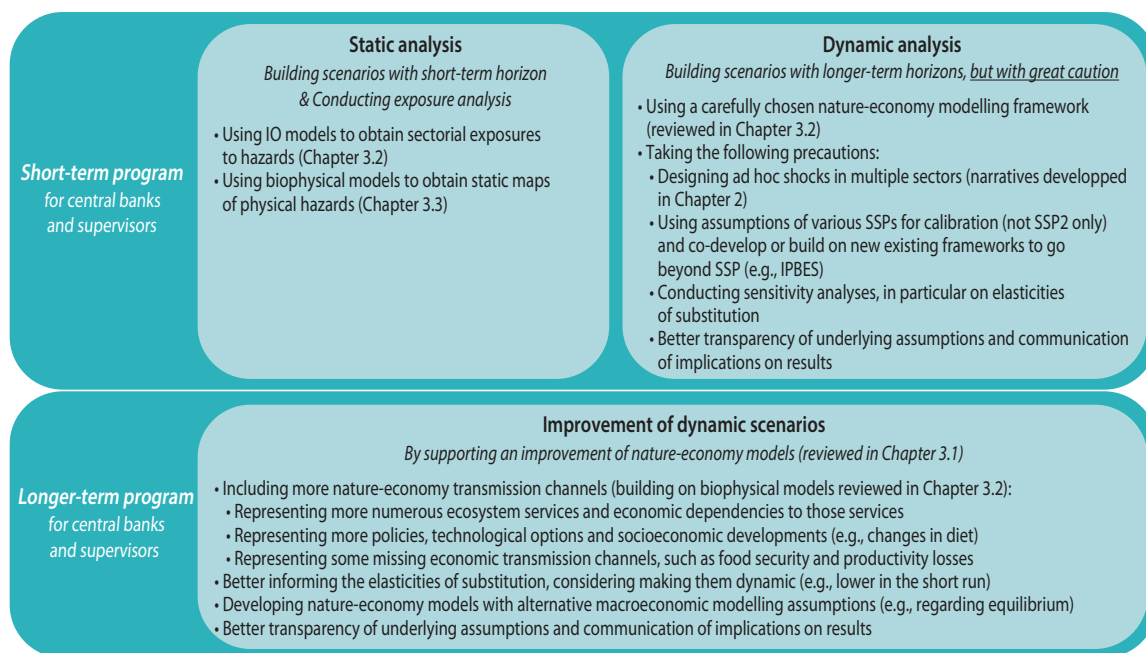 Short-term program
for central banks
and supervisors
Static analysis
Building scenarios with short-term horizon
& Conducting exposure analysis
• Using IO models to obtain sectorial exposures
to hazards (Chapter 3.2)
• Using biophysical models to obtain static maps
of physical hazards (Chapter 3.3)
Dynamic analysis
Building scenarios with longer-term horizons, but with great caution
• Using a carefully chosen nature-economy modelling framework
(reviewed in Chapter 3.2)
• Taking the following precautions:
• Designing ad hoc shocks in multiple sectors (narratives developped
in Chapter 2)
• Using assumptions of various SSPs for calibration (not SSP2 only)
and co-develop or build on new existing frameworks to go
beyond SSP (e.g., IPBES)
• Conducting sensitivity analyses, in particular on elasticities
of substitution
• Better transparency of underlying assumptions and communication
of implications on results
Longer-term program
for central banks
and supervisors
Improvement of dynamic scenarios
By supporting an improvement of nature-economy models (reviewed in Chapter 3.1)
• Including more nature-economy transmission channels (building on biophysical models reviewed in Chapter 3.2):
• Representing more numerous ecosystem services and economic dependencies to those services
• Representing more policies, technological options and socioeconomic developments (e.g., changes in diet)
• Representing some missing economic transmission channels, such as food security and productivity losses
• Better informing the elasticities of substitution, considering making them dynamic (e.g., lower in the short run)
• Developing nature-economy models with alternative macroeconomic modelling assumptions (e.g., regarding equilibrium)
• Better transparency of underlying assumptions and communication of implications on results